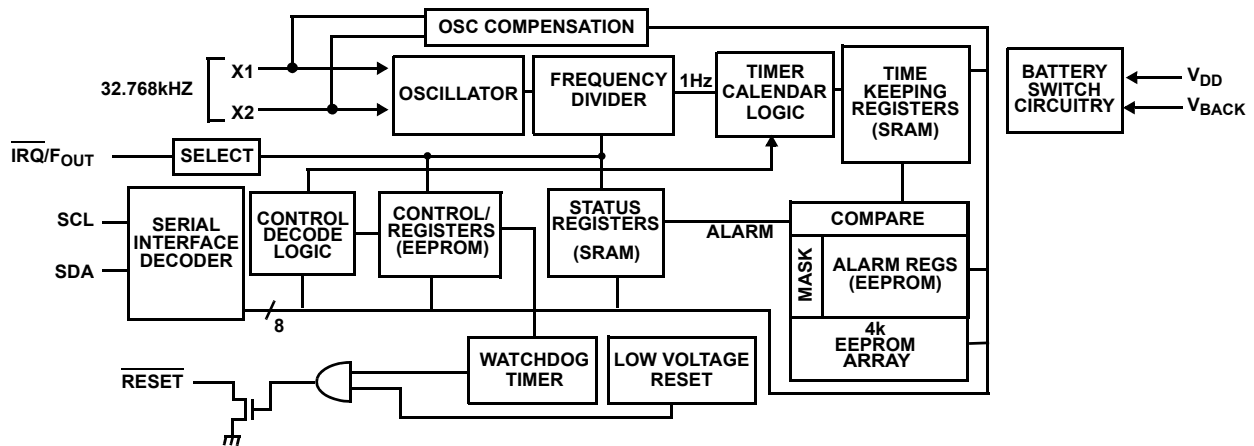 OSC COMPENSATION
32.768kHZ
X1
X2
OSCILLATOR
FREQUENCY
DIVIDER
1Hz
TIMER
CALENDAR
LOGIC
TIME
KEEPING
REGISTERS
(SRAM)
BATTERY
SWITCH
CIRCUITRY
VDD
VBACK
IRQ/FOUT
SELECT
SCL
SDA
SERIAL
INTERFACE
DECODER
CONTROL
DECODE
LOGIC
CONTROL/
REGISTERS
(EEPROM)
STATUS
REGISTERS
(SRAM)
ALARM
COMPARE
MASK
ALARM REGS
(EEPROM)
4k
EEPROM
ARRAY
8
WATCHDOG
TIMER
LOW VOLTAGE
RESET
RESET